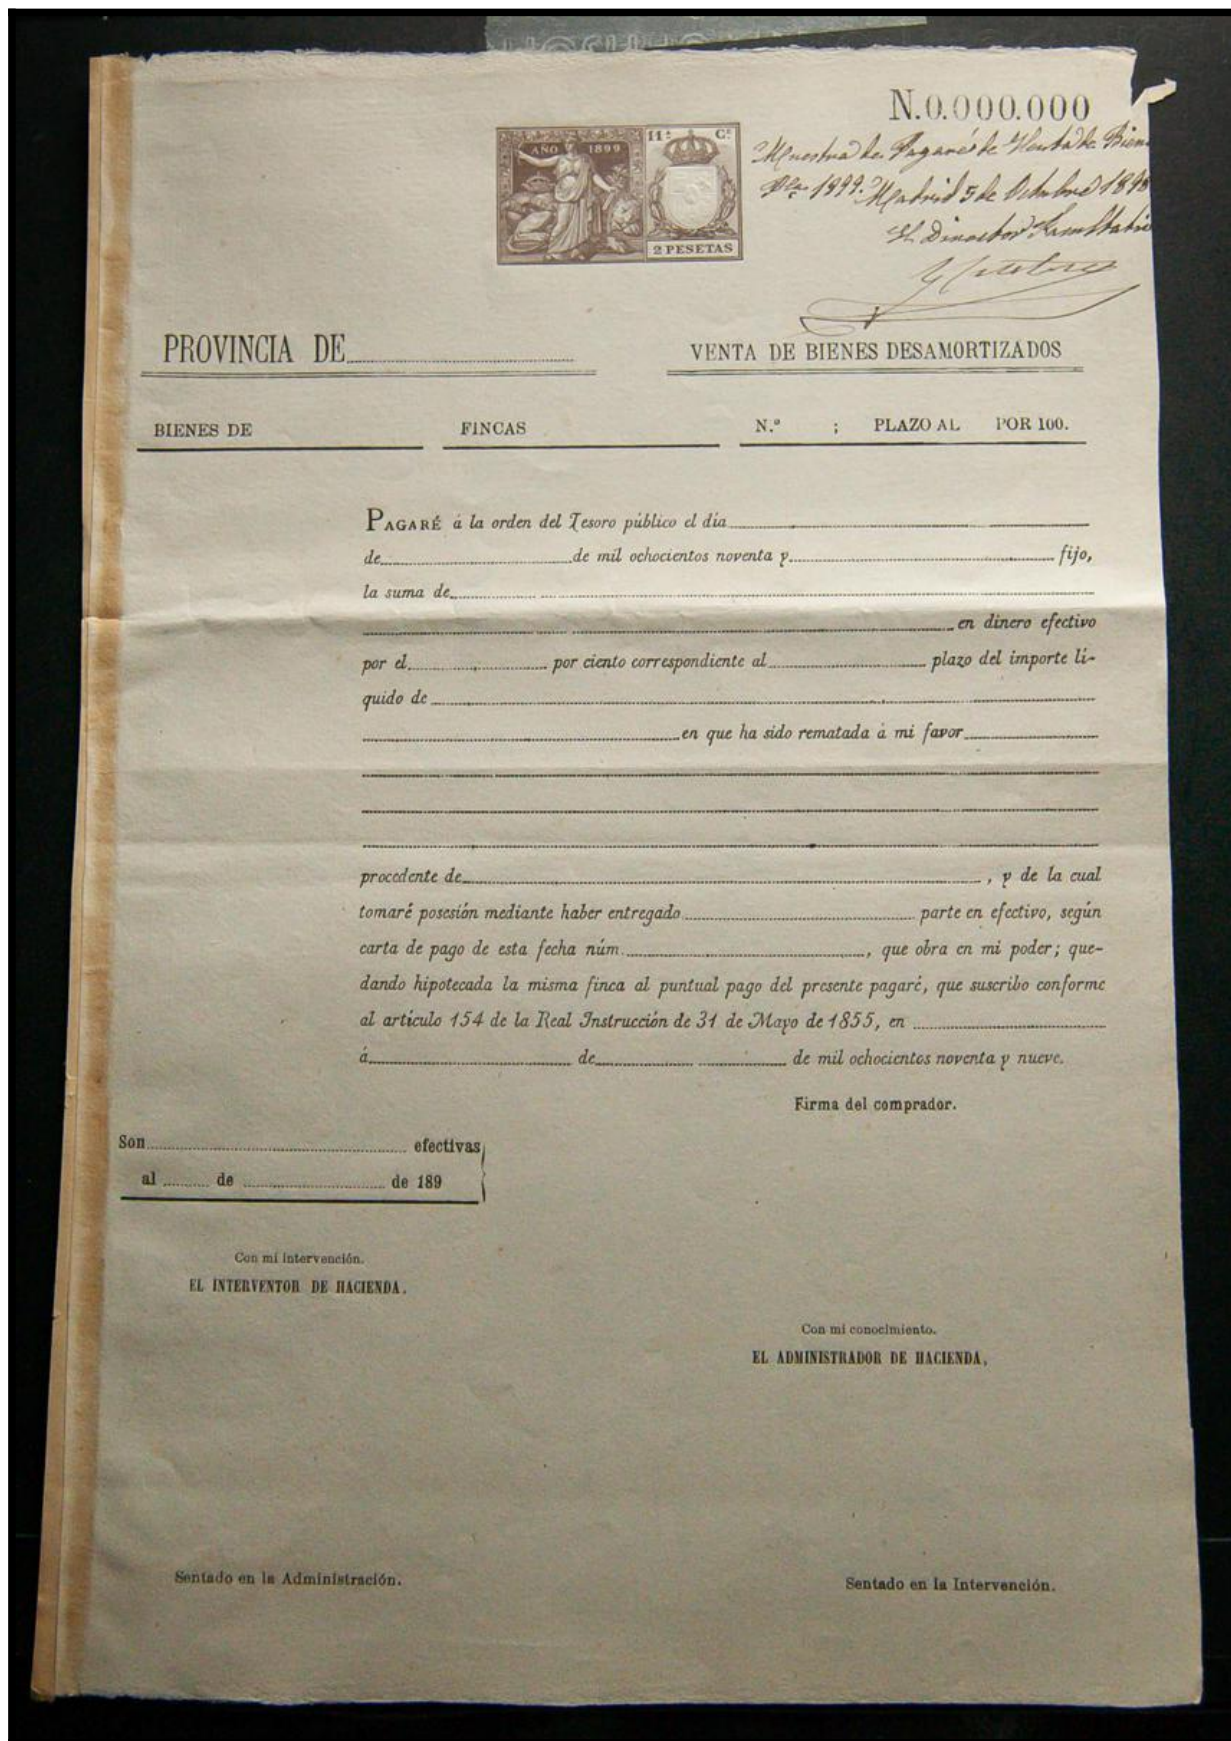 N.0.000.000
AÑO 1899
11ª Cº
2 PESETAS
Muestra de Pagarés de Venta de Bien
1899. Madrid 5 de Octubre 1898
El Director Facultativo
PROVINCIA DE
VENTA DE BIENES DESAMORTIZADOS
BIENES DE FINCAS N.º ; PLAZO AL POR 100.
PAGARÉ á la orden del Tesoro público el día
de de mil ochocientos noventa y fijo,
la suma de
en dinero efectivo
por el por ciento correspondiente al plazo del importe lí-
quido de
en que ha sido rematada á mi favor
procedente de , y de la cual
tomaré posesión mediante haber entregado parte en efectivo, según
carta de pago de esta fecha núm. , que obra en mi poder; que-
dando hipotecada la misma finca al puntual pago del presente pagaré, que suscribo conforme
al artículo 154 de la Real Instrucción de 31 de Mayo de 1855, en
á de de mil ochocientos noventa y nueve.
Firma del comprador.
Son efectivas
al de de 189
Con mi intervención.
EL INTERVENTOR DE HACIENDA.
Con mi conocimiento.
EL ADMINISTRADOR DE HACIENDA,
Sentado en la Administración.
Sentado en la Intervención.